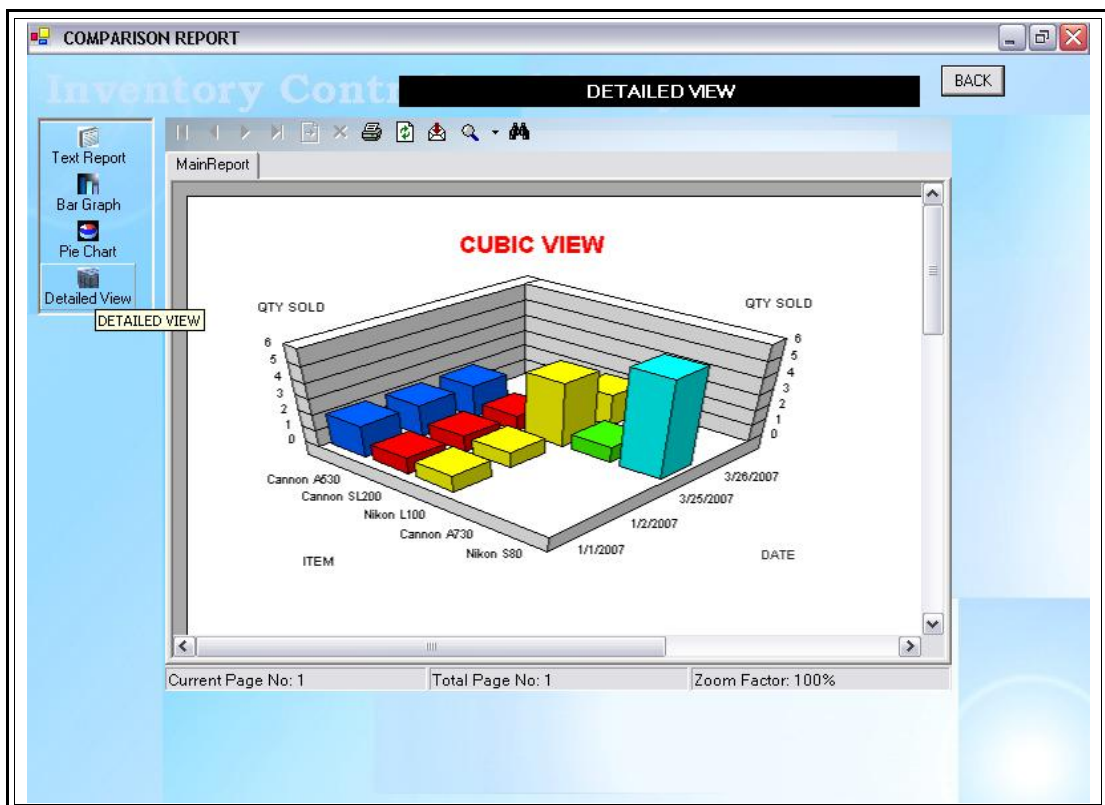 COMPARISON REPORT
Inventory Contr
DETAILED VIEW
BACK
Text Report
Bar Graph
Pie Chart
Detailed View
DETAILED VIEW
MainReport
CUBIC VIEW
QTY SOLD
QTY SOLD
6
5
4
3
2
1
0
6
5
4
3
2
1
0
Cannon A530
Cannon SL200
Nikon L100
Cannon A730
Nikon S80
ITEM
1/1/2007
1/2/2007
3/25/2007
3/26/2007
DATE
Current Page No: 1
Total Page No: 1
Zoom Factor: 100%